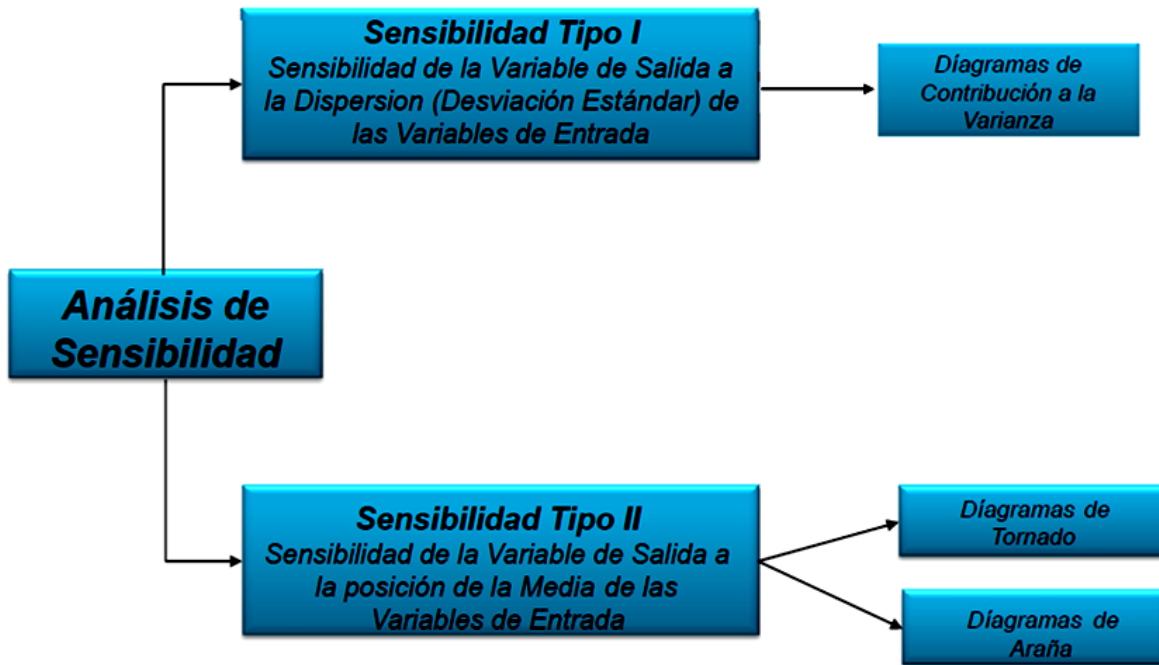 Sensibilidad Tipo I
Sensibilidad de la Variable de Salida a
la Dispersion (Desviación Estándar) de
las Variables de Entrada
Díagramas de
Contribución a la
Varianza
Análisis de
Sensibilidad
Sensibilidad Tipo II
Sensibilidad de la Variable de Salida a
la posición de la Media de las
Variables de Entrada
Díagramas de
Tornado
Díagramas de
Araña